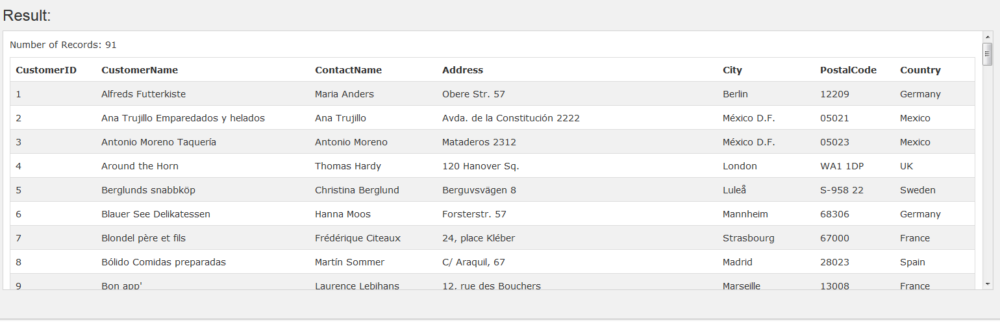 Result:
Number of Records: 91
CustomerID CustomerName ContactName Address City PostalCode Country
1 Alfreds Futterkiste Maria Anders Obere Str. 57 Berlin 12209 Germany
2 Ana Trujillo Emparedados y helados Ana Trujillo Avda. de la Constitución 2222 México D.F. 05021 Mexico
3 Antonio Moreno Taquería Antonio Moreno Mataderos 2312 México D.F. 05023 Mexico
4 Around the Horn Thomas Hardy 120 Hanover Sq. London WA1 1DP UK
5 Berglunds snabbköp Christina Berglund Berguvsvägen 8 Luleå S-958 22 Sweden
6 Blauer See Delikatessen Hanna Moos Forsterstr. 57 Mannheim 68306 Germany
7 Blondel père et fils Frédérique Citeaux 24, place Kléber Strasbourg 67000 France
8 Bólido Comidas preparadas Martín Sommer C/ Araquil, 67 Madrid 28023 Spain
9 Bon app' Laurence Lebihans 12, rue des Bouchers Marseille 13008 France